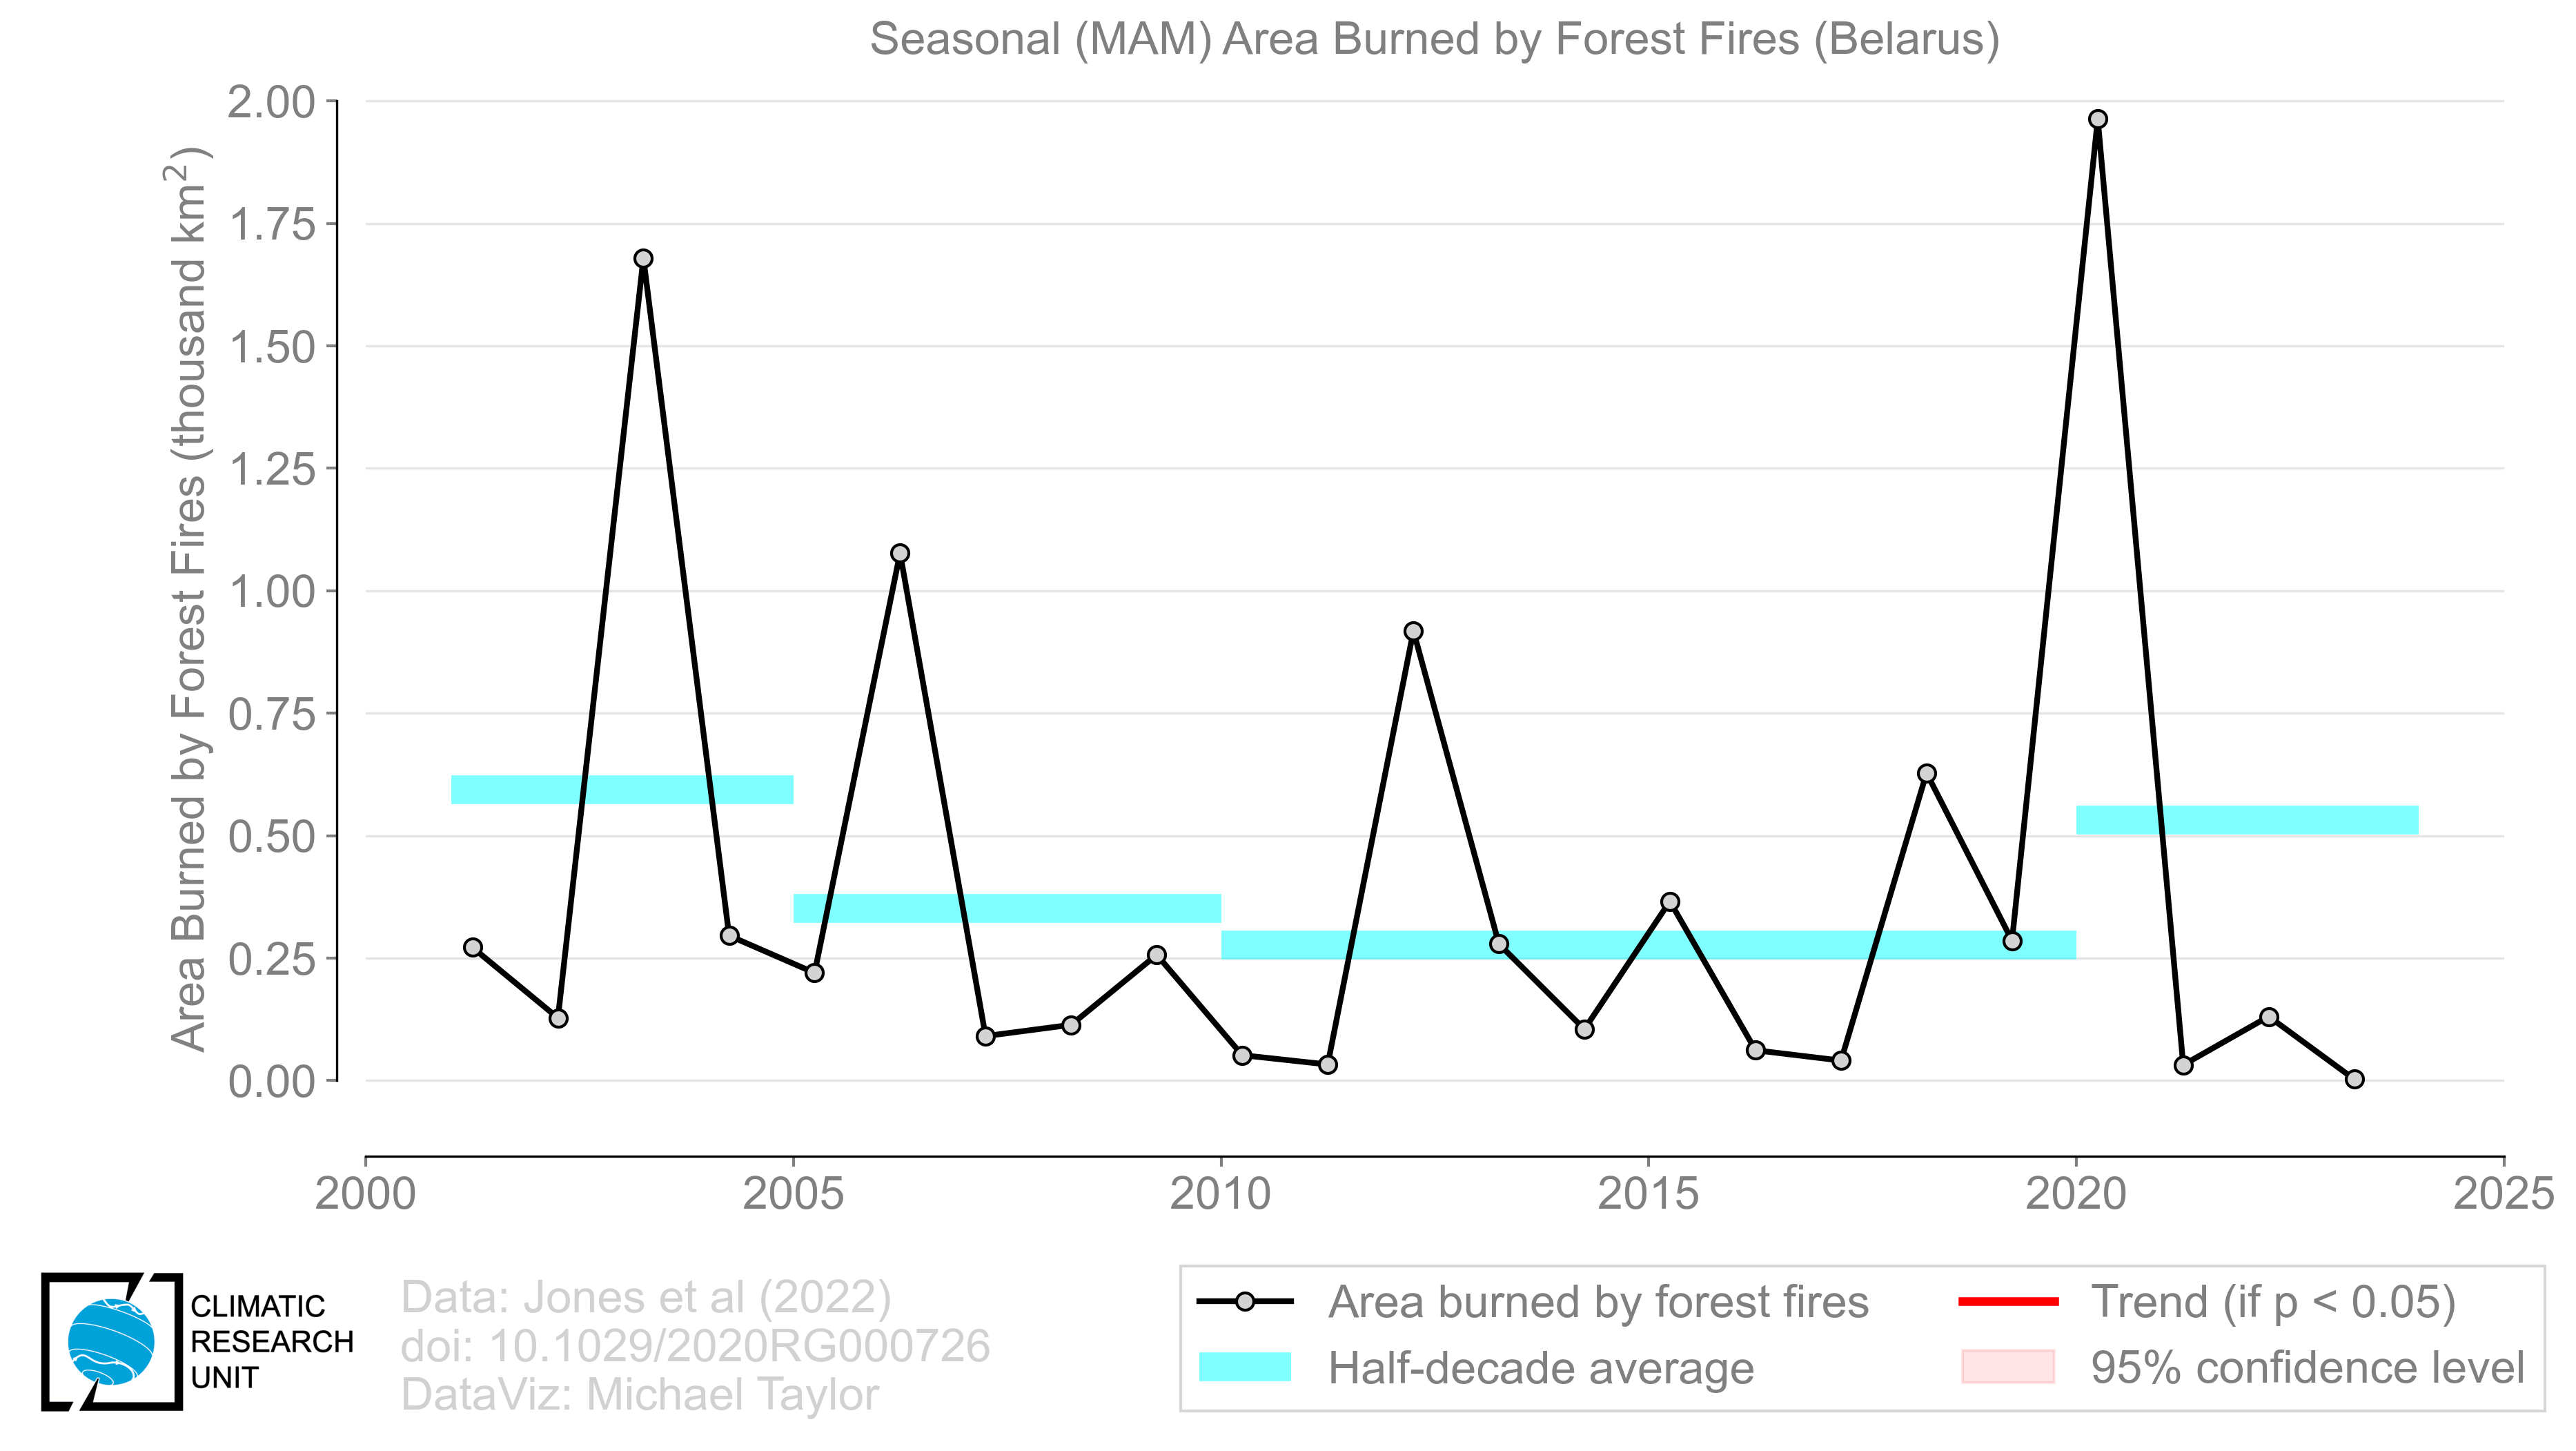 Seasonal (MAM) Area Burned by Forest Fires (Belarus)
Area Burned by Forest Fires (thousand km²)
2.00
1.75
1.50
1.25
1.00
0.75
0.50
0.25
0.00
2000 2005 2010 2015 2020 2025
CLIMATIC
RESEARCH
UNIT
Data: Jones et al (2022)
doi: 10.1029/2020RG000726
DataViz: Michael Taylor
Area burned by forest fires
Half-decade average
Trend (if p < 0.05)
95% confidence level